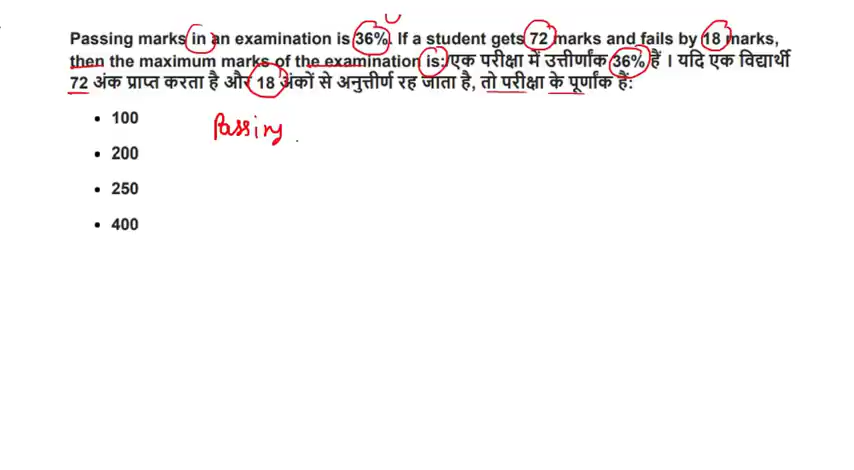 Passing marks in an examination is 36%. If a student gets 72 marks and fails by 18 marks,
then the maximum marks of the examination is: एक परीक्षा में उत्तीर्णांक 36% हैं । यदि एक विद्यार्थी
72 अंक प्राप्त करता है और 18 अंकों से अनुत्तीर्ण रह जाता है, तो परीक्षा के पूर्णांक हैं:
• 100
Passing
• 200
• 250
• 400